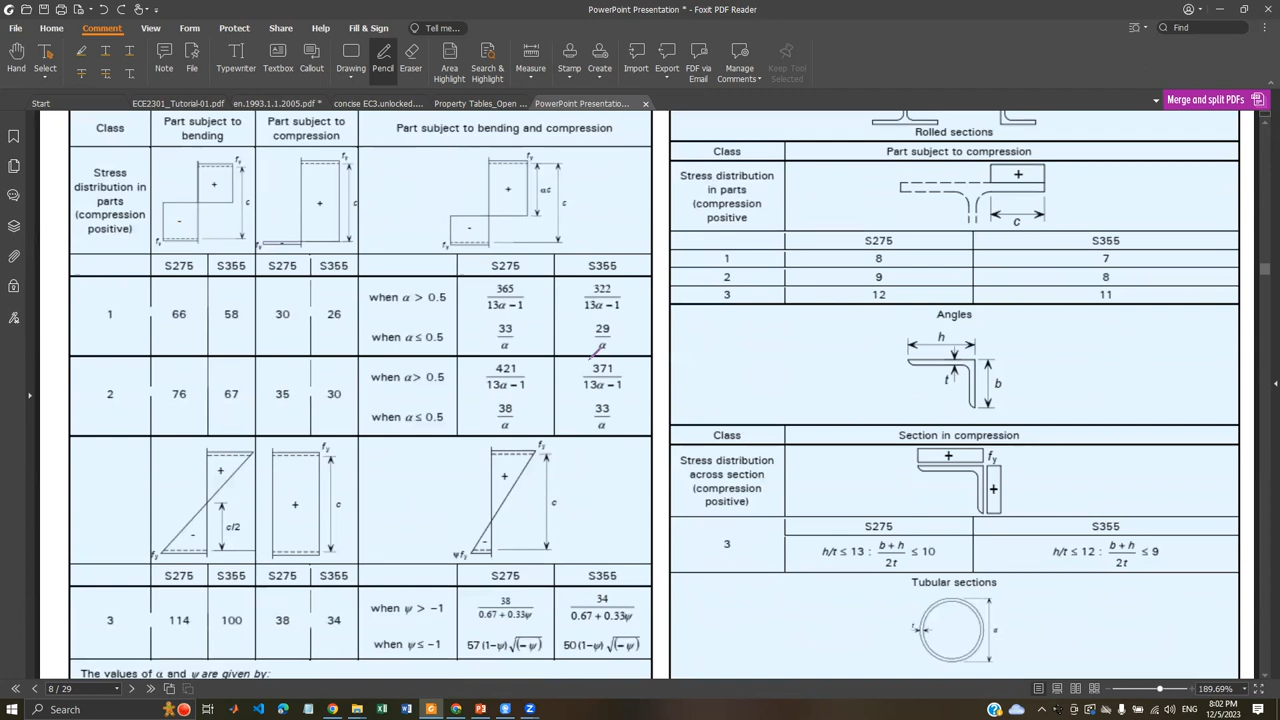 PowerPoint Presentation * - Foxit PDF Reader
File Home Comment View Form Protect Share Help Fill & Sign Tell me... Find
Hand Select Note File Typewriter Textbox Callout Drawing Pencil Eraser Area Highlight Search & Highlight Measure Stamp Create Import Export FDF via Email Manage Comments Keep Tool Selected
Start ECE2301_Tutorial-01.pdf en.1993.1.1.2005.pdf * concise EC3.unlocked.... Property Tables_Open ... PowerPoint Presentatio... Merge and split PDFs
Class Part subject to bending Part subject to compression Part subject to bending and compression
Stress distribution in parts (compression positive)
fy + - fy c
fy + - c
fy + - fy αc c
S275 S355 S275 S355 S275 S355
1 66 58 30 26
when α > 0.5 365/(13α − 1) 322/(13α − 1)
when α ≤ 0.5 33/α 29/α
2 76 67 35 30
when α> 0.5 421/(13α − 1) 371/(13α − 1)
when α ≤ 0.5 38/α 33/α
+ - c/2 fy
fy + c
fy + - ψfy c
S275 S355 S275 S355 S275 S355
3 114 100 38 34
when ψ > −1 38/(0.67 + 0.33ψ) 34/(0.67 + 0.33ψ)
when ψ ≤ −1 57 (1−ψ) √(−ψ) 50 (1−ψ) √(−ψ)
The values of α and ψ are given by:
Rolled sections
Class Part subject to compression
Stress distribution in parts (compression positive
+ c
S275 S355
1 8 7
2 9 8
3 12 11
Angles
h t b
Class Section in compression
Stress distribution across section (compression positive)
+ fy +
S275 S355
3 h/t ≤ 13 : (b + h)/2t ≤ 10 h/t ≤ 12 : (b + h)/2t ≤ 9
Tubular sections
t
8 / 29 189.69%
Search 8:02 PM
12/5/2023